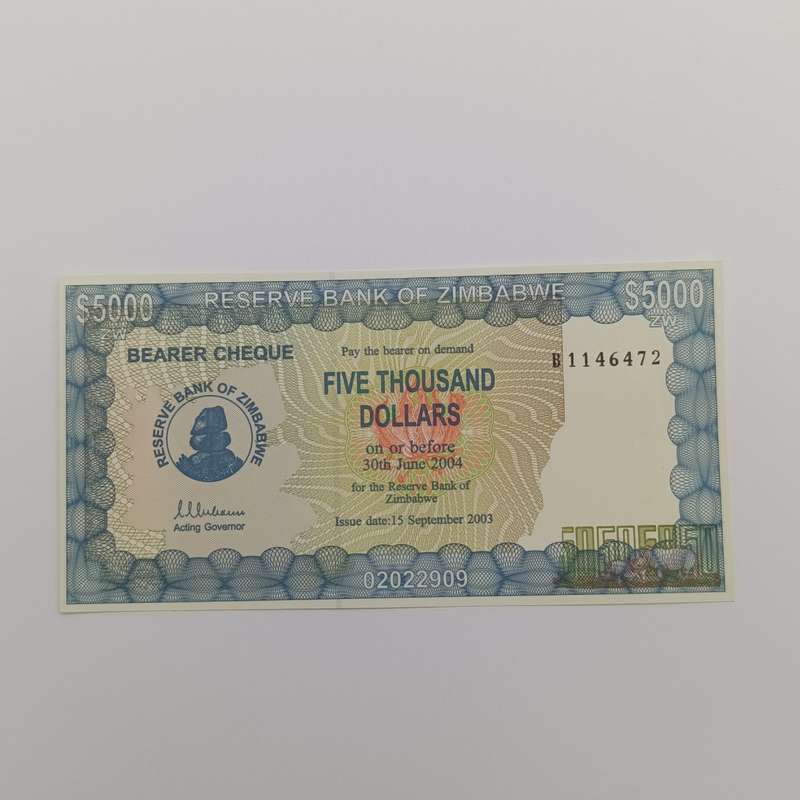 $5000
ZW
RESERVE BANK OF ZIMBABWE
$5000
ZW
BEARER CHEQUE
Pay the bearer on demand
B1146472
FIVE THOUSAND
DOLLARS
RESERVE BANK OF ZIMBABWE
on or before
30th June 2004
for the Reserve Bank of
Zimbabwe
Acting Governor
Issue date:15 September 2003
02022909